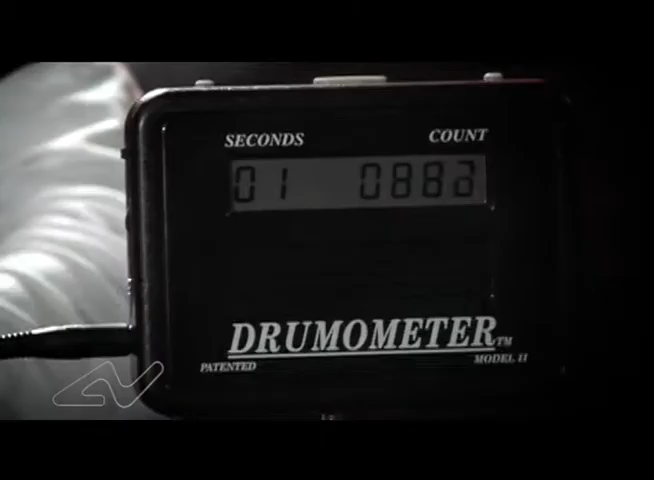 SECONDS COUNT
01 088
DRUMOMETER™
PATENTED MODEL II